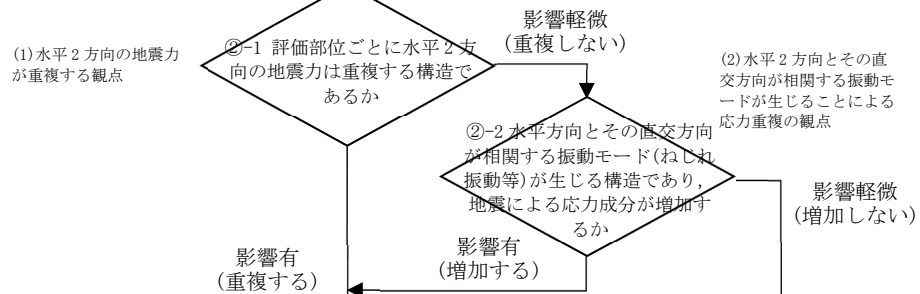 (1)水平２方向の地震力
が重複する観点
②-1 評価部位ごとに水平２方
向の地震力は重複する構造で
あるか
影響軽微
(重複しない)
(2)水平２方向とその直
交方向が相関する振動モ
ードが生じることによる
応力重複の観点
②-2 水平方向とその直交方向
が相関する振動モード(ねじれ
振動等)が生じる構造であり，
地震による応力成分が増加す
るか
影響軽微
(増加しない)
影響有
(重複する)
影響有
(増加する)